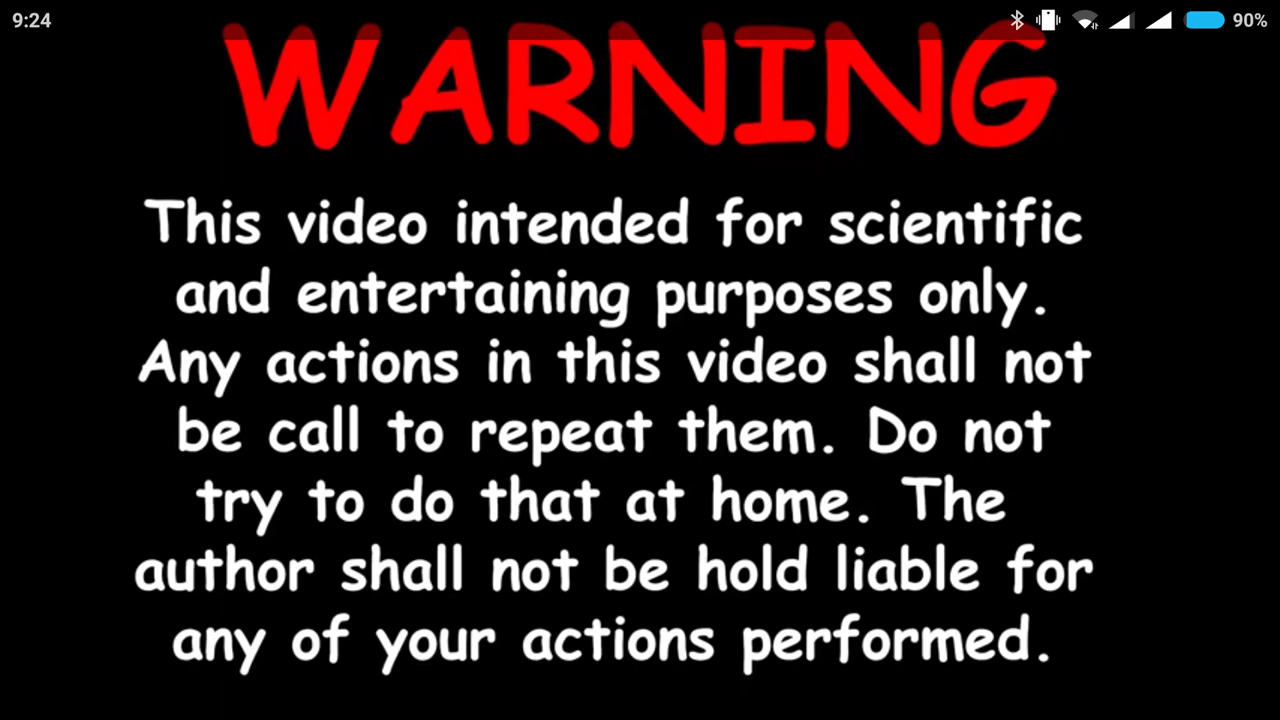 9:24 90%
WARNING
This video intended for scientific
and entertaining purposes only.
Any actions in this video shall not
be call to repeat them. Do not
try to do that at home. The
author shall not be hold liable for
any of your actions performed.